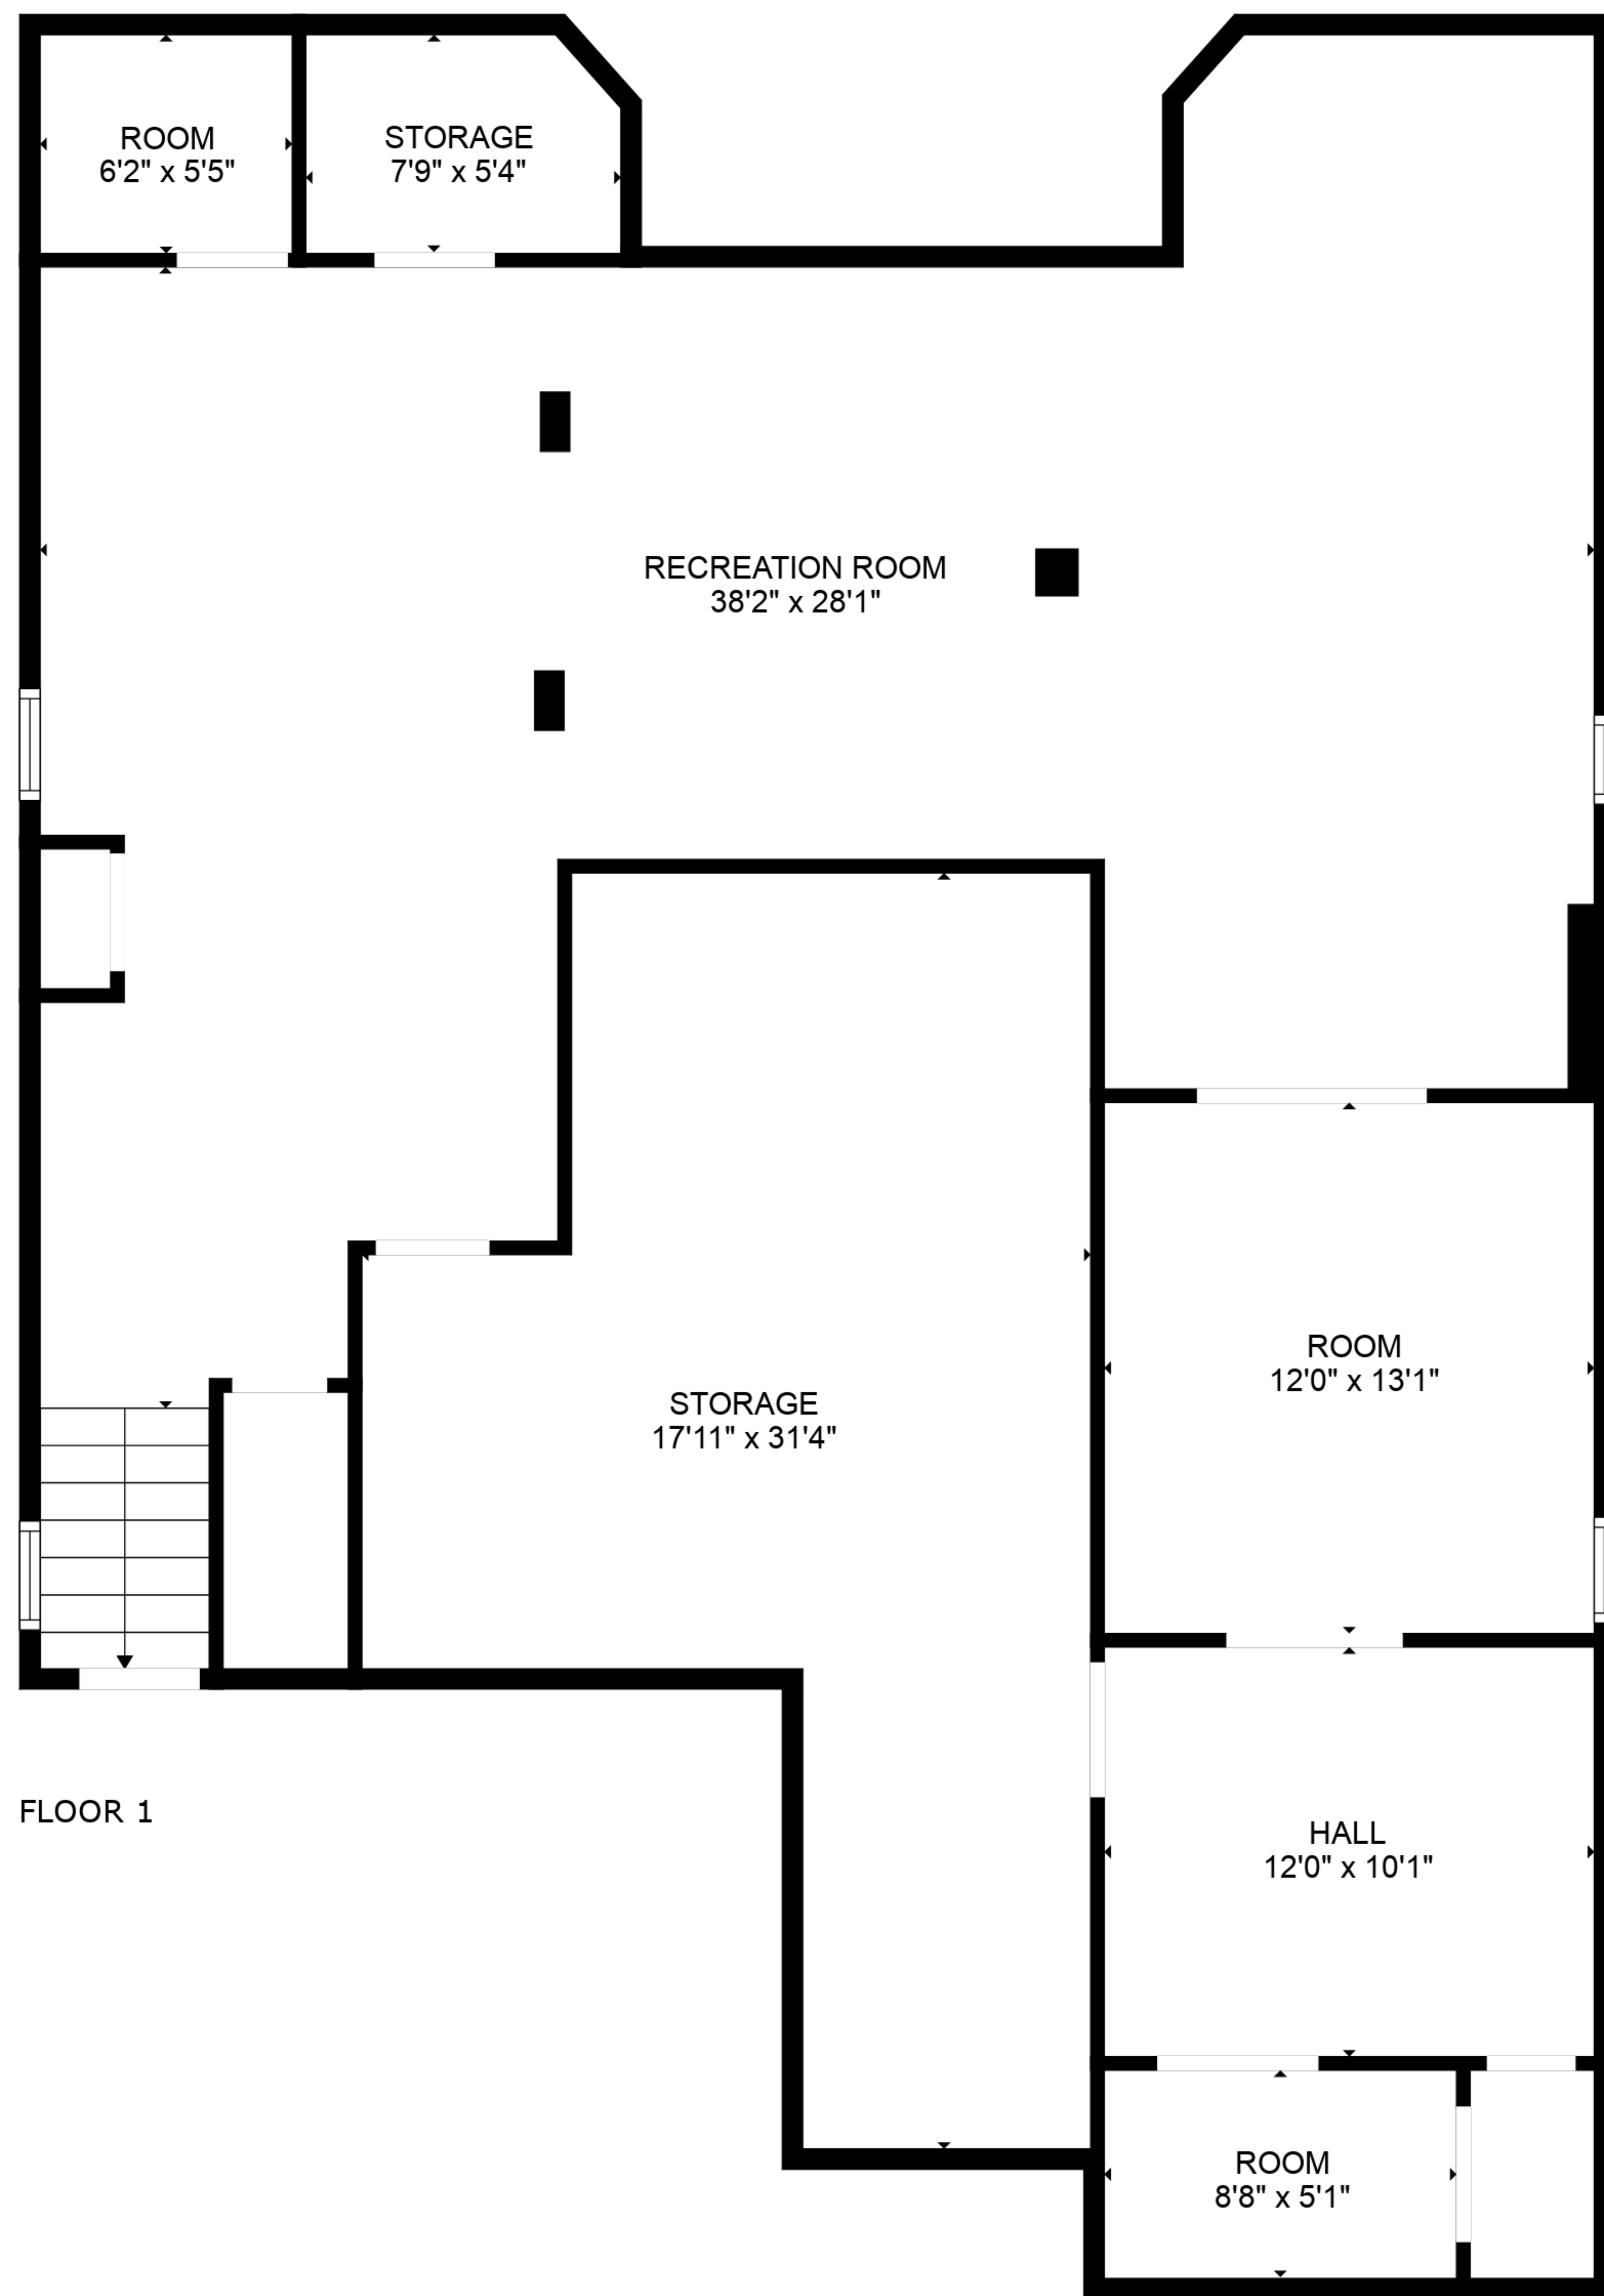 ROOM
6'2" x 5'5"
STORAGE
7'9" x 5'4"
RECREATION ROOM
38'2" x 28'1"
ROOM
12'0" x 13'1"
STORAGE
17'11" x 31'4"
FLOOR 1
HALL
12'0" x 10'1"
ROOM
8'8" x 5'1"